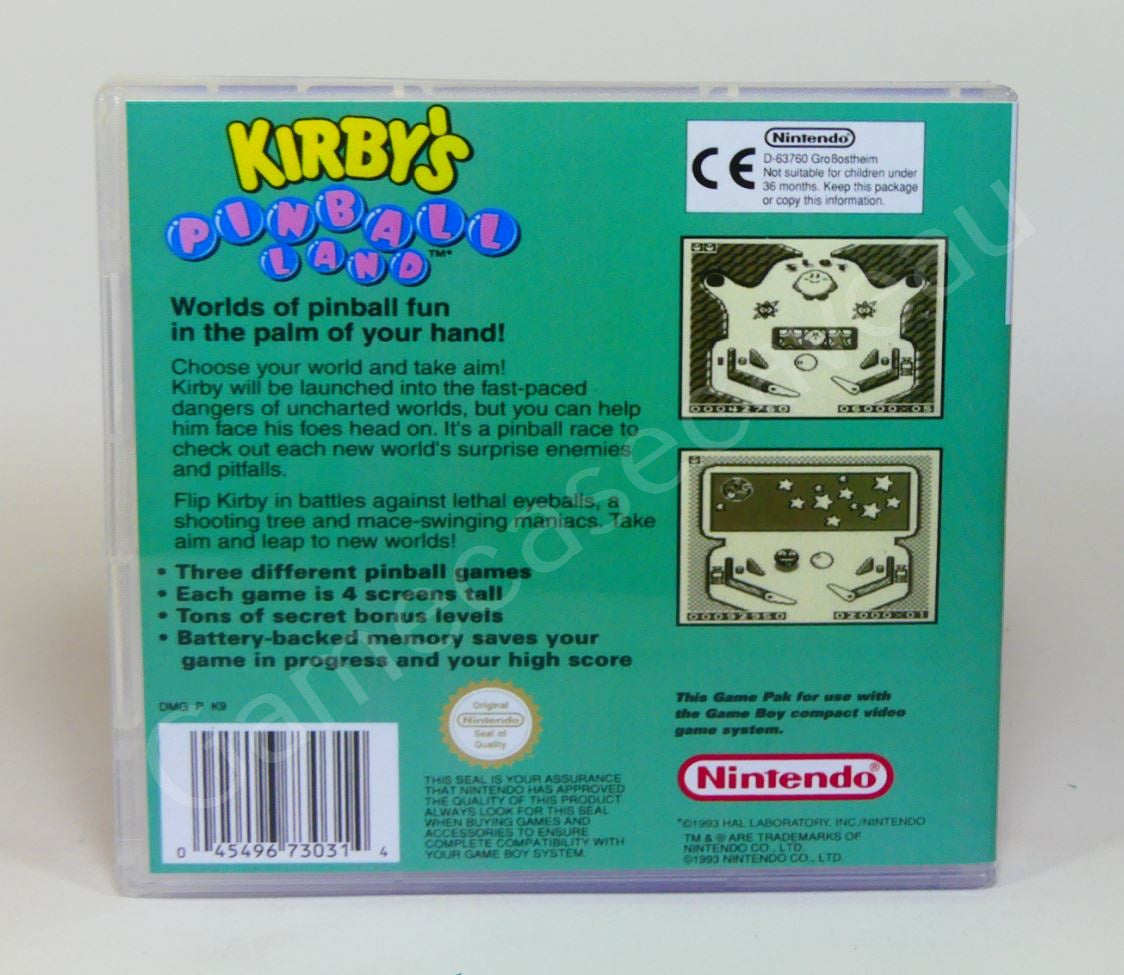 KIRBY'S
PINBALL
LAND™*
Worlds of pinball fun
in the palm of your hand!
Choose your world and take aim!
Kirby will be launched into the fast-paced
dangers of uncharted worlds, but you can help
him face his foes head on. It's a pinball race to
check out each new world's surprise enemies
and pitfalls.
Flip Kirby in battles against lethal eyeballs, a
shooting tree and mace-swinging maniacs. Take
aim and leap to new worlds!
• Three different pinball games
• Each game is 4 screens tall
• Tons of secret bonus levels
• Battery-backed memory saves your
game in progress and your high score
DMG P K9
0 45496 73031 4
Original
Nintendo
Seal of
Quality
THIS SEAL IS YOUR ASSURANCE
THAT NINTENDO HAS APPROVED
THE QUALITY OF THIS PRODUCT
ALWAYS LOOK FOR THIS SEAL
WHEN BUYING GAMES AND
ACCESSORIES TO ENSURE
COMPLETE COMPATIBILITY WITH
YOUR GAME BOY SYSTEM.
CE
Nintendo®
D-63760 Großostheim
Not suitable for children under
36 months. Keep this package
or copy this information.
00042760 06000×05
00092950 02000×01
This Game Pak for use with
the Game Boy compact video
game system.
Nintendo®
*©1993 HAL LABORATORY, INC./NINTENDO
TM & ® ARE TRADEMARKS OF
NINTENDO CO., LTD.
©1993 NINTENDO CO., LTD.